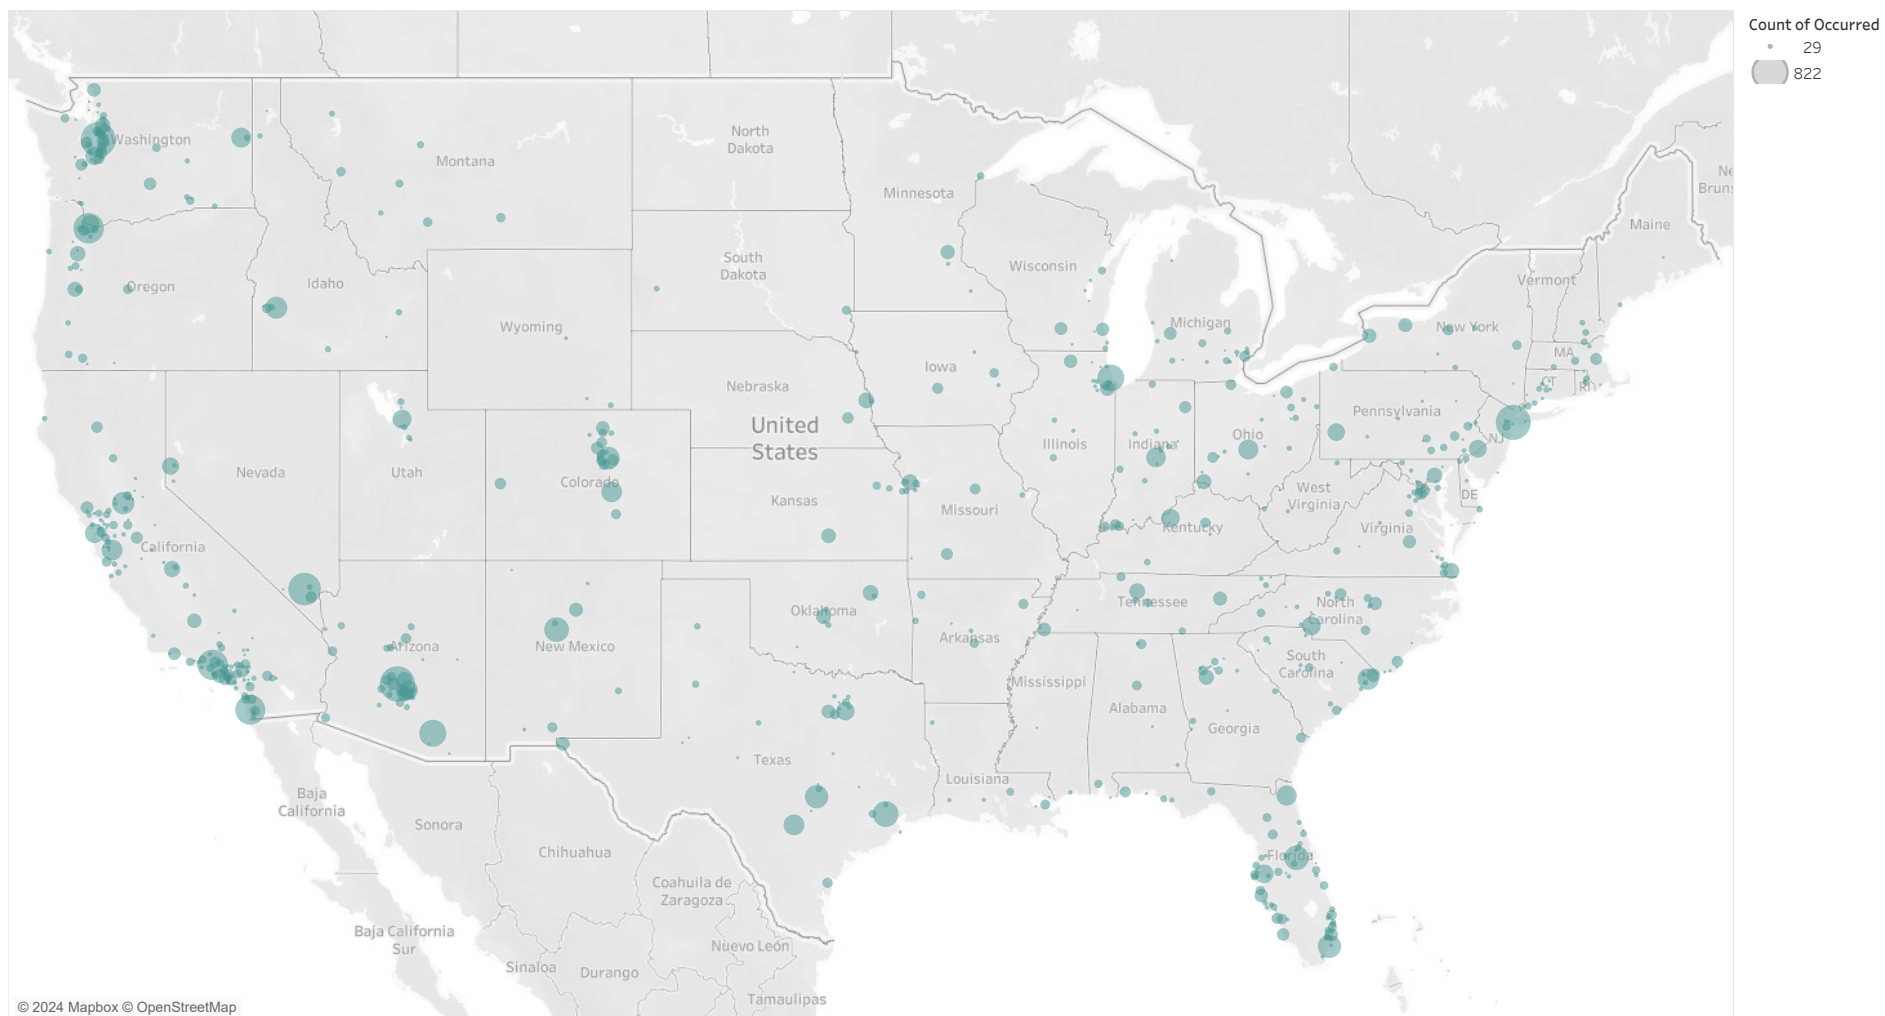 Count of Occurred
29
822
Washington
Montana
North
Dakota
Minnesota
Ne
Bruns
Maine
Oregon
Idaho
South
Dakota
Wisconsin
Vermont
Wyoming
Michigan
New York
Iowa
MA
CT
RI
Nebraska
Pennsylvania
United
States
Nevada
Utah
Colorado
Illinois
Indiana
Ohio
NJ
Kansas
Missouri
West
Virginia
DE
California
Kentucky
Virginia
Oklahoma
Tennessee
North
Carolina
Arizona
New Mexico
Arkansas
South
Carolina
Mississippi
Alabama
Georgia
Texas
Louisiana
Baja
California
Sonora
Chihuahua
Florida
Coahuila de
Zaragoza
Baja California
Sur
Nuevo León
Sinaloa
Durango
Tamaulipas
© 2024 Mapbox © OpenStreetMap